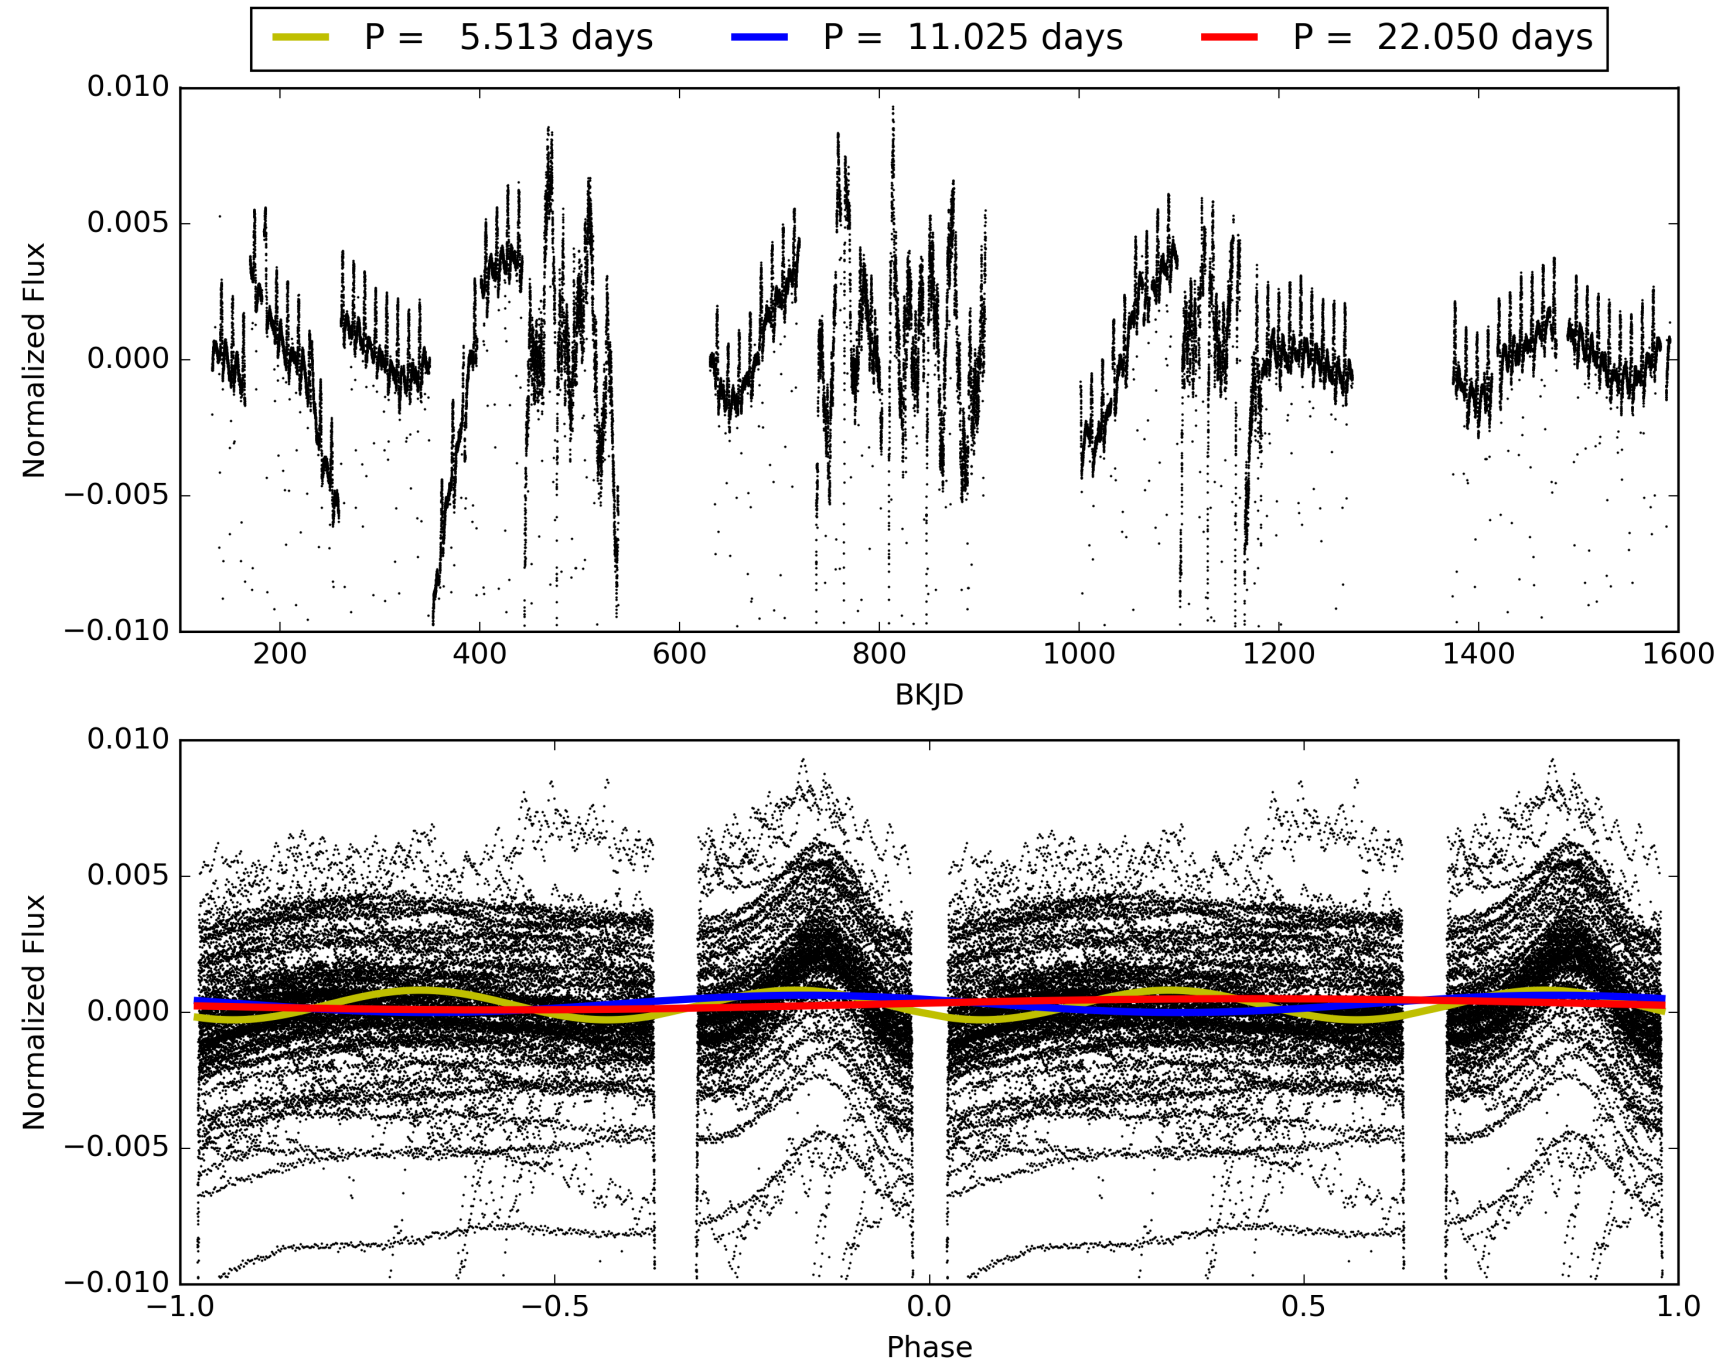 P = 5.513 days P = 11.025 days P = 22.050 days
0.010
0.005
0.000
−0.005
−0.010
Normalized Flux
200 400 600 800 1000 1200 1400 1600
BKJD
0.010
0.005
0.000
−0.005
−0.010
Normalized Flux
−1.0 −0.5 0.0 0.5 1.0
Phase